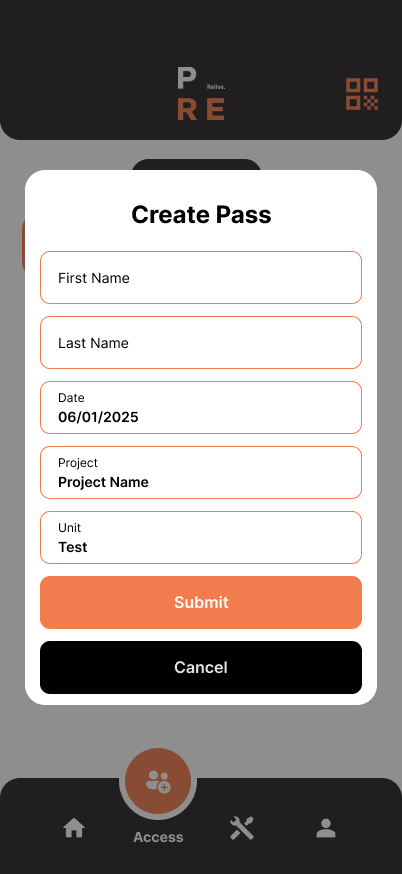 P
Relive.
RE
Create Pass
First Name
Last Name
Date
06/01/2025
Project
Project Name
Unit
Test
Submit
Cancel
Access